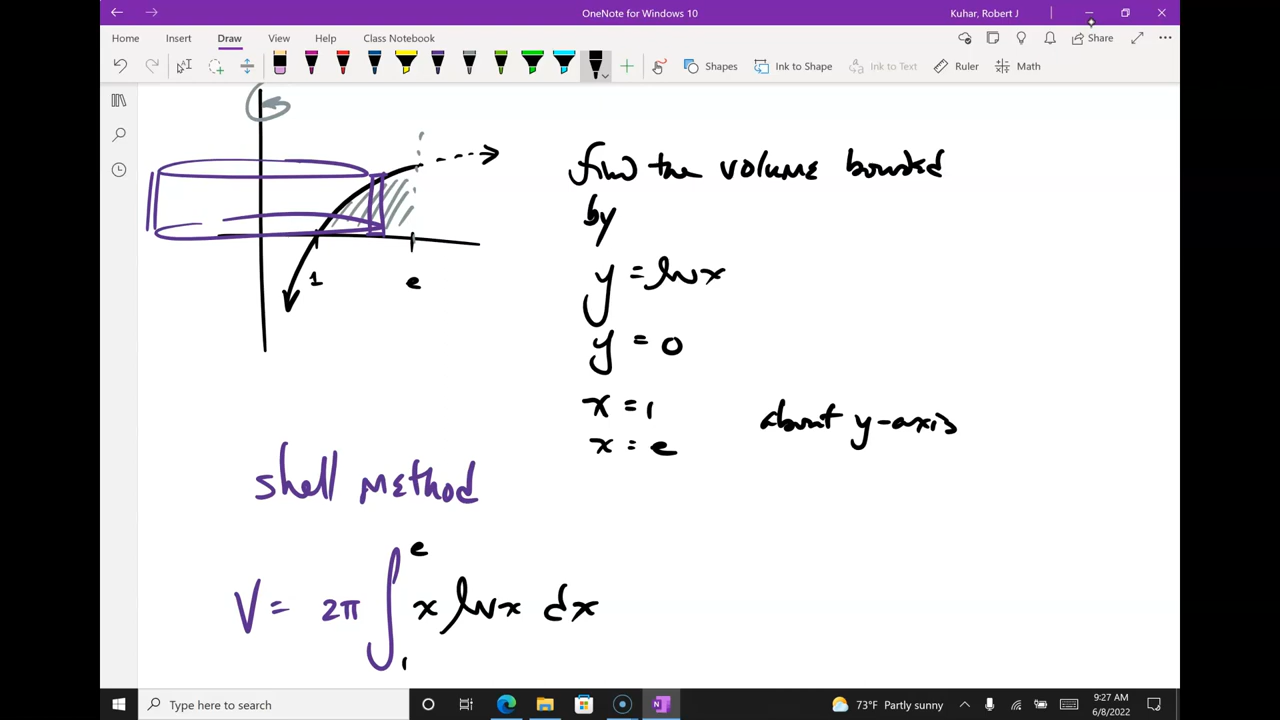 OneNote for Windows 10
Kuhar, Robert J
Home Insert Draw View Help Class Notebook
Share
Shapes Ink to Shape Ink to Text Ruler Math
find the volume bounded
by
y = ln x
y = 0
x = 1
x = e
about y-axis
1 e
shell method
V = 2π ∫₁ᵉ x ln x dx
Type here to search
73°F Partly sunny
9:27 AM
6/8/2022